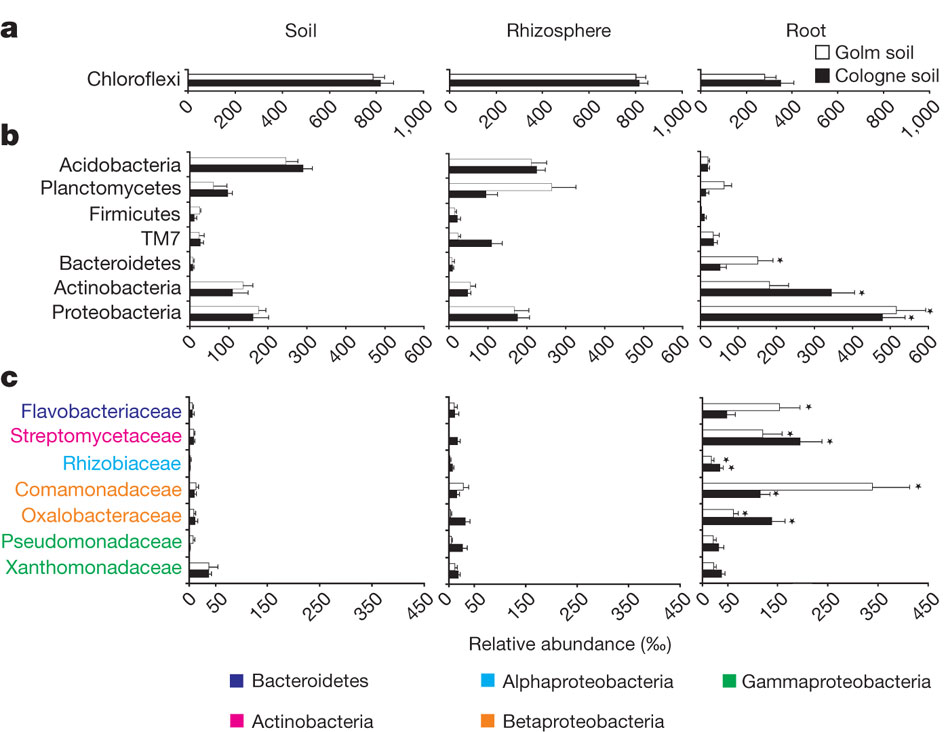 a
Soil
Rhizosphere
Root
Golm soil
Cologne soil
Chloroflexi
0 200 400 600 800 1,000
0 200 400 600 800 1,000
0 200 400 600 800 1,000
b
Acidobacteria
Planctomycetes
Firmicutes
TM7
Bacteroidetes
Actinobacteria
Proteobacteria
0 100 200 300 400 500 600
0 100 200 300 400 500 600
0 100 200 300 400 500 600
c
Flavobacteriaceae
Streptomycetaceae
Rhizobiaceae
Comamonadaceae
Oxalobacteraceae
Pseudomonadaceae
Xanthomonadaceae
0 50 150 250 350 450
0 50 150 250 350 450
0 50 150 250 350 450
Relative abundance (‰)
Bacteroidetes
Alphaproteobacteria
Gammaproteobacteria
Actinobacteria
Betaproteobacteria